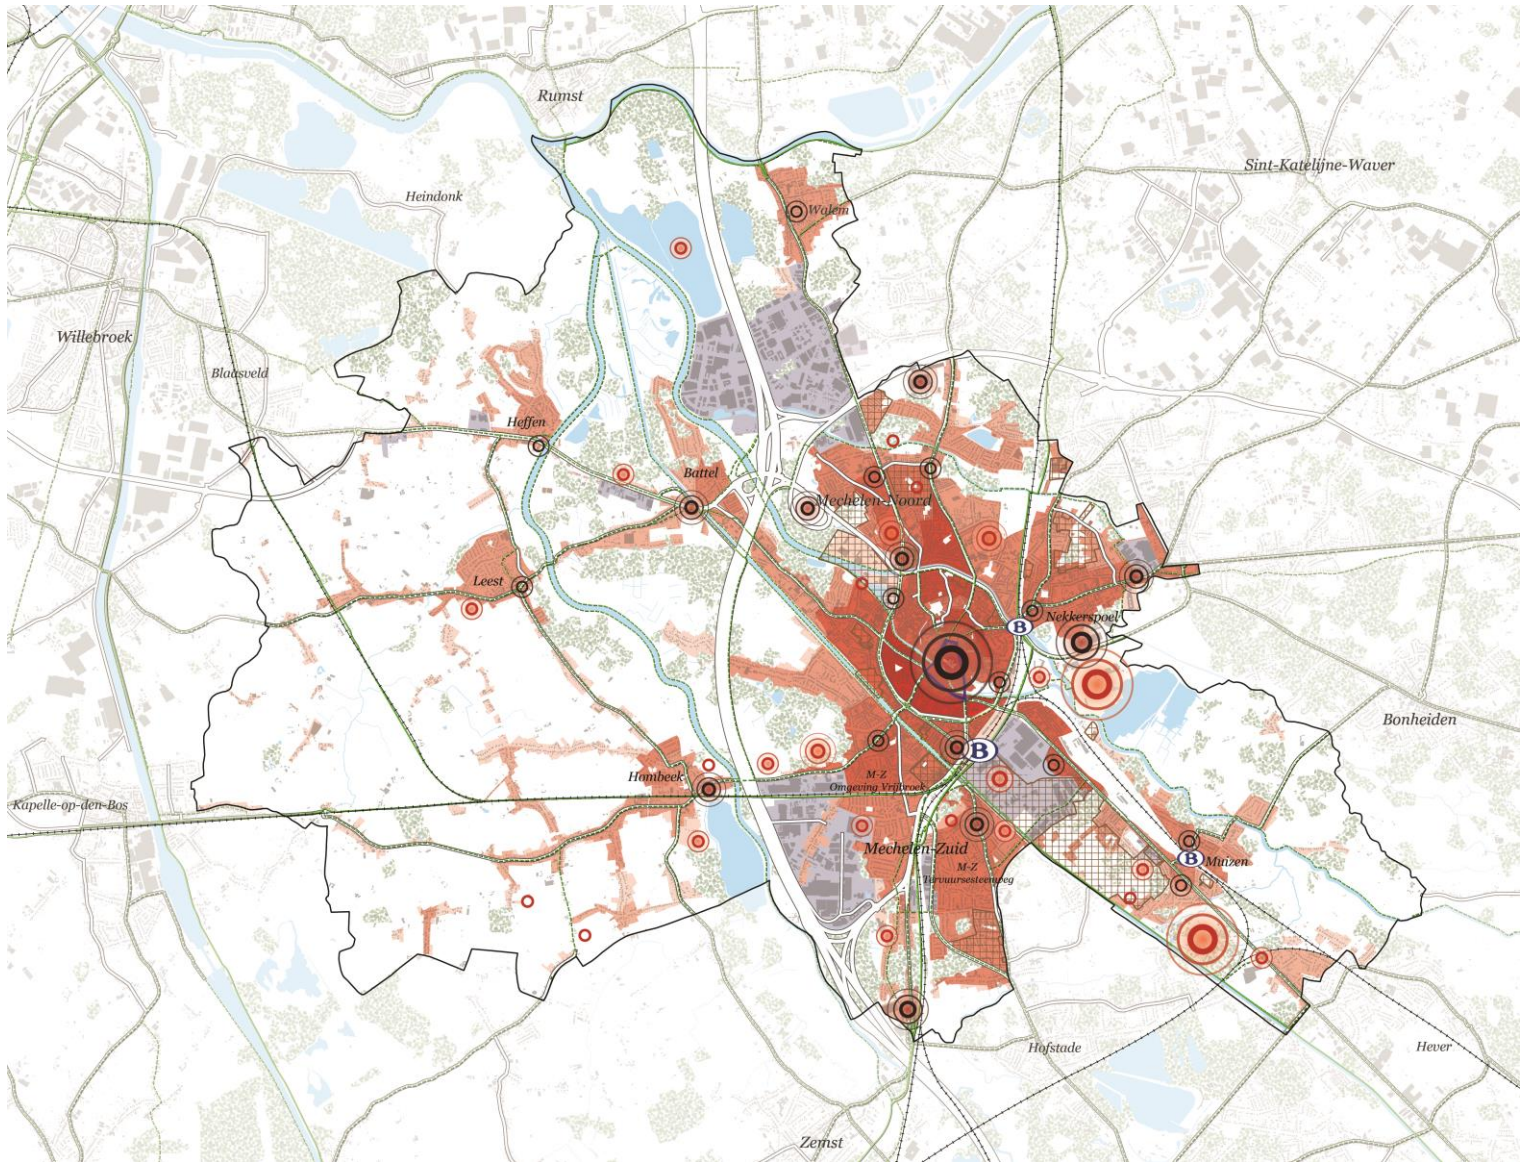 Rumst
Sint-Katelijne-Waver
Heindonk
Walem
Willebroek
Blaasveld
Heffen
Battel
Mechelen-Noord
Leest
Nekkerspoel
B
Bonheiden
B
Hombeek
M-Z
Omgeving Vrijbroek
Kapelle-op-den-Bos
Mechelen-Zuid
B
Muizen
M-Z
Tervuursesteenweg
Hofstade
Hever
Zemst